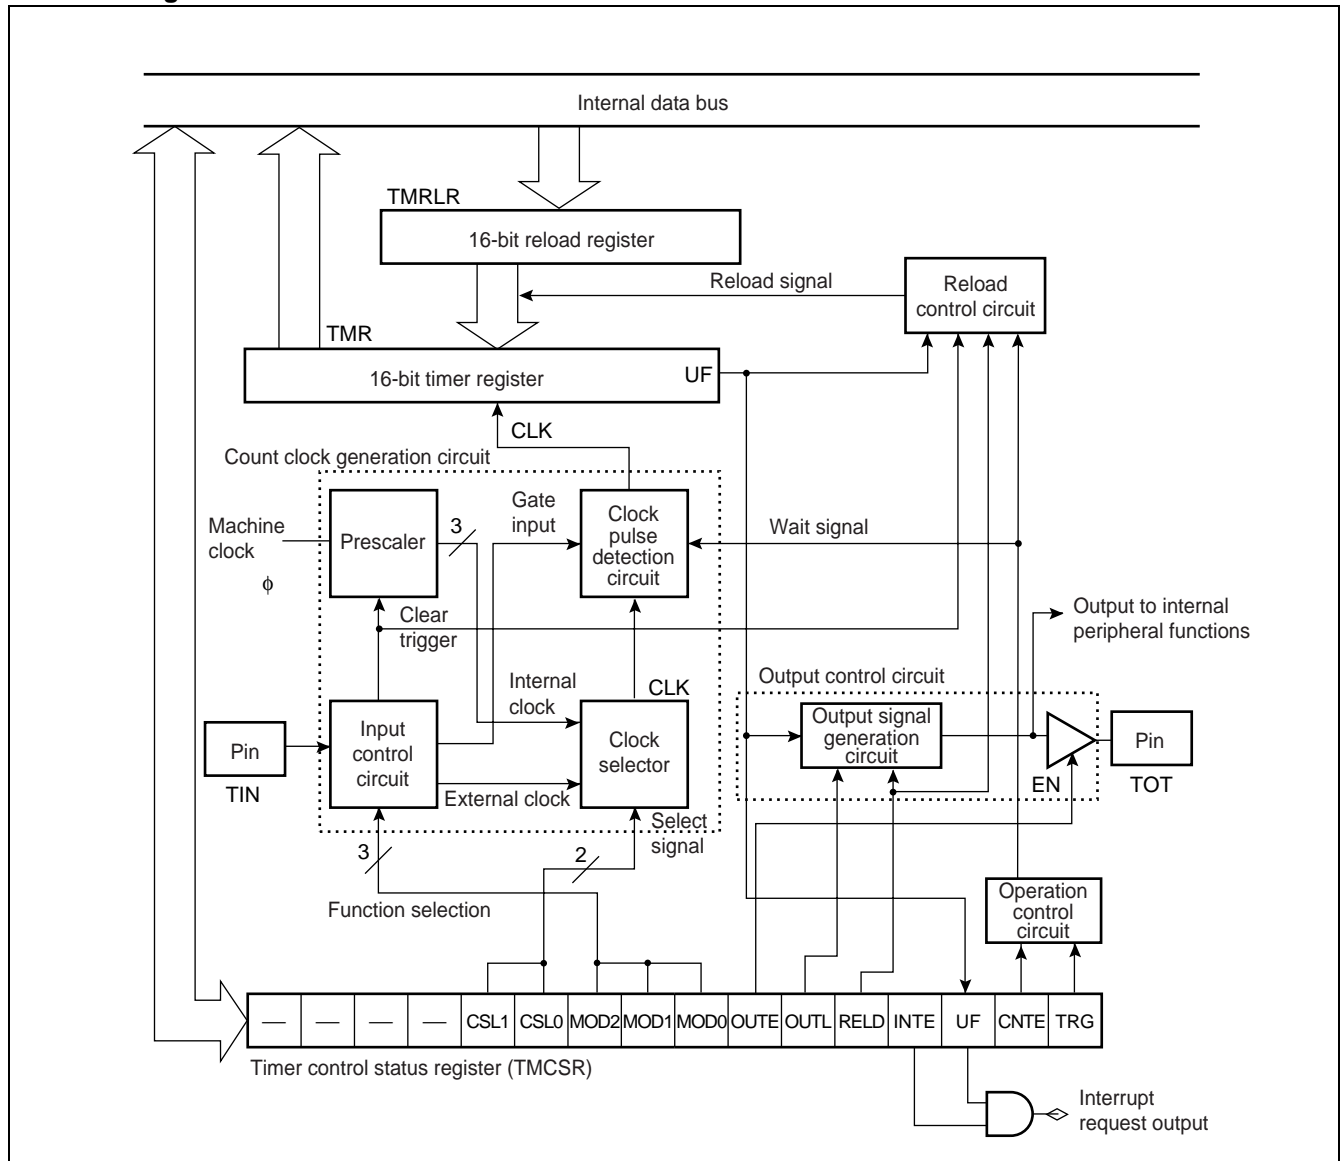 Internal data bus
TMRLR
16-bit reload register
Reload signal
Reload
control circuit
TMR
16-bit timer register
UF
CLK
Count clock generation circuit
Machine
clock
ϕ
Prescaler
3
Gate
input
Clock
pulse
detection
circuit
Wait signal
Clear
trigger
Output to internal
peripheral functions
Internal
clock
CLK
Output control circuit
Pin
TIN
Input
control
circuit
External clock
Clock
selector
Output signal
generation
circuit
EN
Pin
TOT
Select
signal
3
2
Function selection
Operation
control
circuit
— — — — CSL1 CSL0 MOD2 MOD1 MOD0 OUTE OUTL RELD INTE UF CNTE TRG
Timer control status register (TMCSR)
Interrupt
request output